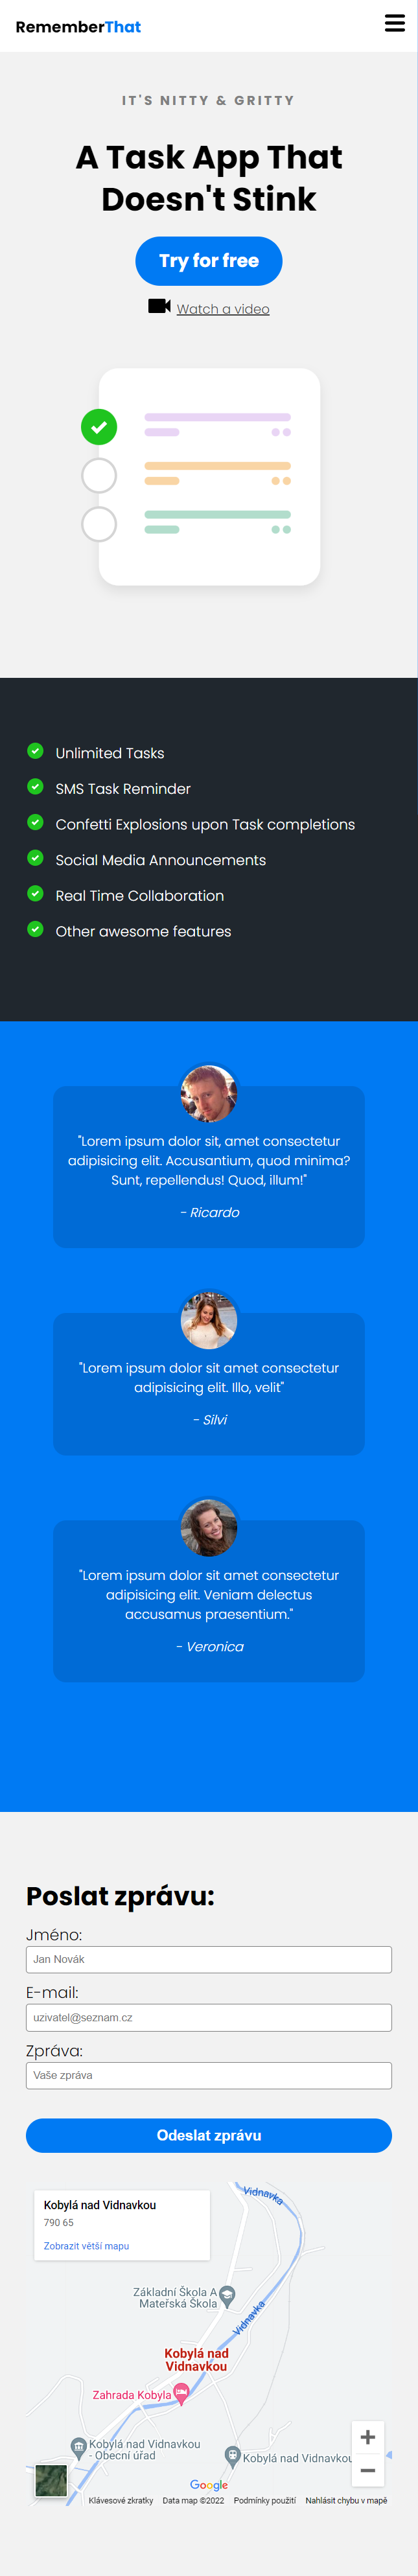 RememberThat
IT'S NITTY & GRITTY
A Task App That
Doesn't Stink
Try for free
Watch a video
Unlimited Tasks
SMS Task Reminder
Confetti Explosions upon Task completions
Social Media Announcements
Real Time Collaboration
Other awesome features
"Lorem ipsum dolor sit, amet consectetur
adipisicing elit. Accusantium, quod minima?
Sunt, repellendus! Quod, illum!"
- Ricardo
"Lorem ipsum dolor sit amet consectetur
adipisicing elit. Illo, velit"
- Silvi
"Lorem ipsum dolor sit amet consectetur
adipisicing elit. Veniam delectus
accusamus praesentium."
- Veronica
Poslat zprávu:
Jméno:
Jan Novák
E-mail:
uzivatel@seznam.cz
Zpráva:
Vaše zpráva
Odeslat zprávu
Vidnavka
Kobylá nad Vidnavkou
790 65
Zobrazit větší mapu
Základní Škola A
Mateřská Škola
Vidnavka
Kobylá nad
Vidnavkou
Zahrada Kobyla
Kobylá nad Vidnavkou
- Obecní úřad
Kobylá nad Vidnavkou
Google
Klávesové zkratky Data map ©2022 Podmínky použití Nahlásit chybu v mapě